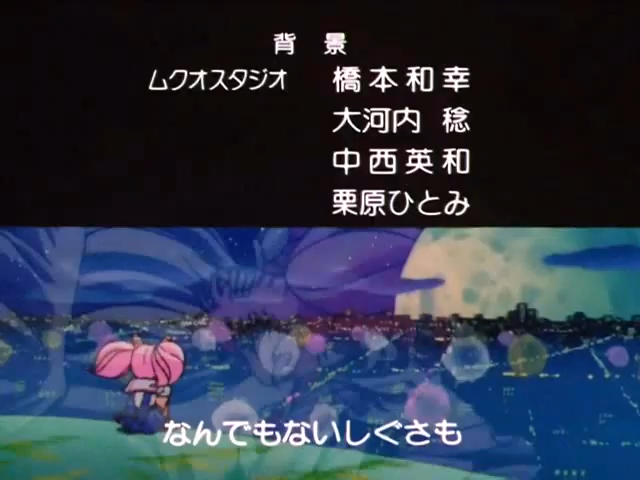 背景
ムクオスタジオ 橋本和幸
大河内 稔
中西英和
栗原ひとみ
なんでもないしぐさも